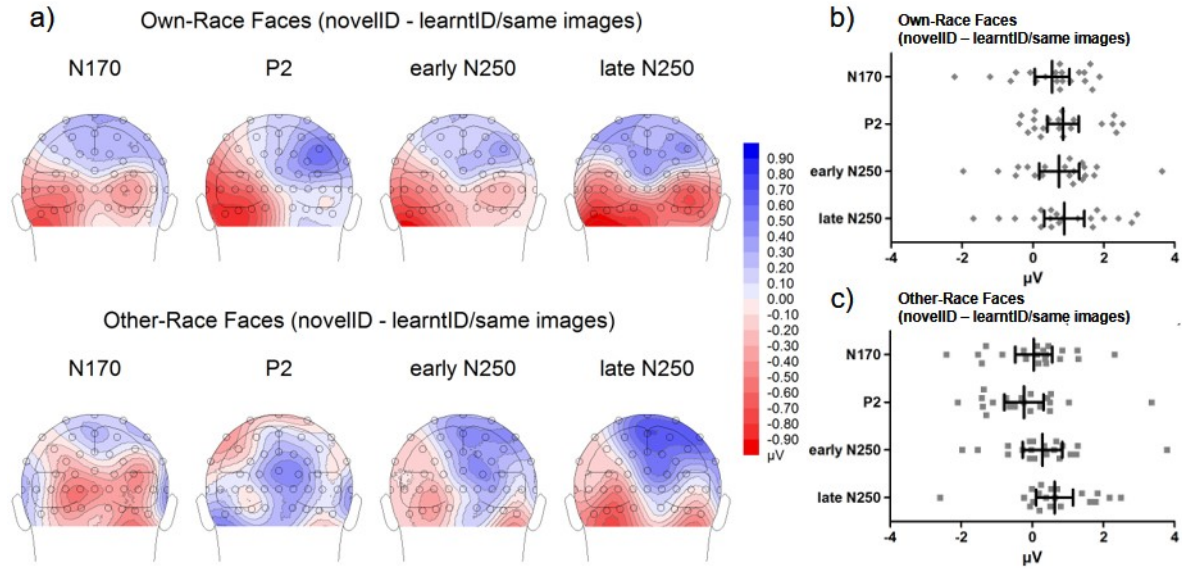 a)
Own-Race Faces (novelID - learntID/same images)
N170 P2 early N250 late N250
0.90
0.80
0.70
0.60
0.50
0.40
0.30
0.20
0.10
0.00
-0.10
-0.20
-0.30
-0.40
-0.50
-0.60
-0.70
-0.80
-0.90
µV
Other-Race Faces (novelID - learntID/same images)
N170 P2 early N250 late N250
b)
Own-Race Faces
(novelID – learntID/same images)
N170
P2
early N250
late N250
-4 -2 0 2 4
µV
c)
Other-Race Faces
(novelID – learntID/same images)
N170
P2
early N250
late N250
-4 -2 0 2 4
µV